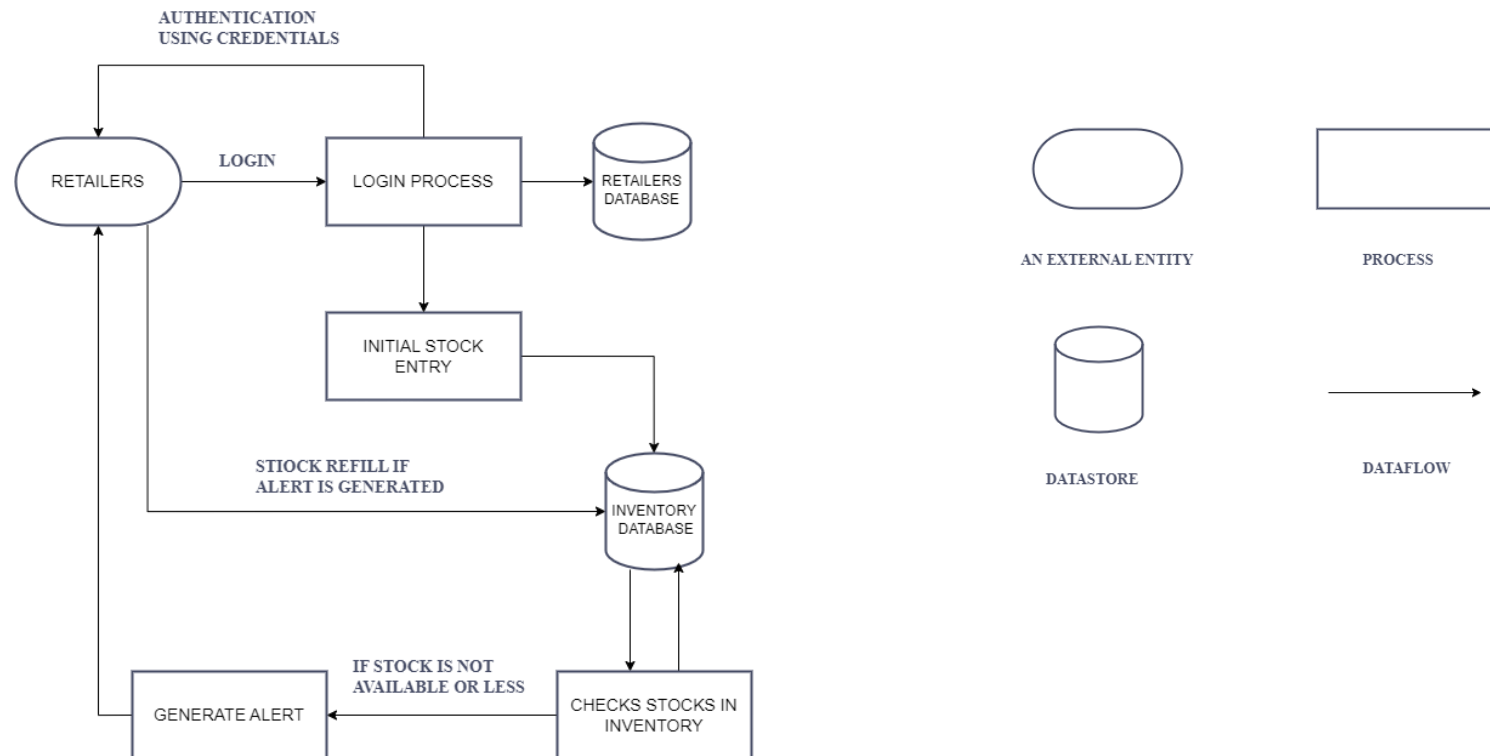 AUTHENTICATION
USING CREDENTIALS
RETAILERS
LOGIN
LOGIN PROCESS
RETAILERS
DATABASE
INITIAL STOCK
ENTRY
STIOCK REFILL IF
ALERT IS GENERATED
INVENTORY
DATABASE
IF STOCK IS NOT
AVAILABLE OR LESS
GENERATE ALERT
CHECKS STOCKS IN
INVENTORY
AN EXTERNAL ENTITY
PROCESS
DATASTORE
DATAFLOW